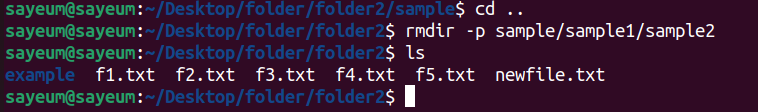 sayeum@sayeum:~/Desktop/folder/folder2/sample$ cd ..
sayeum@sayeum:~/Desktop/folder/folder2$ rmdir -p sample/sample1/sample2
sayeum@sayeum:~/Desktop/folder/folder2$ ls
example  f1.txt  f2.txt  f3.txt  f4.txt  f5.txt  newfile.txt
sayeum@sayeum:~/Desktop/folder/folder2$